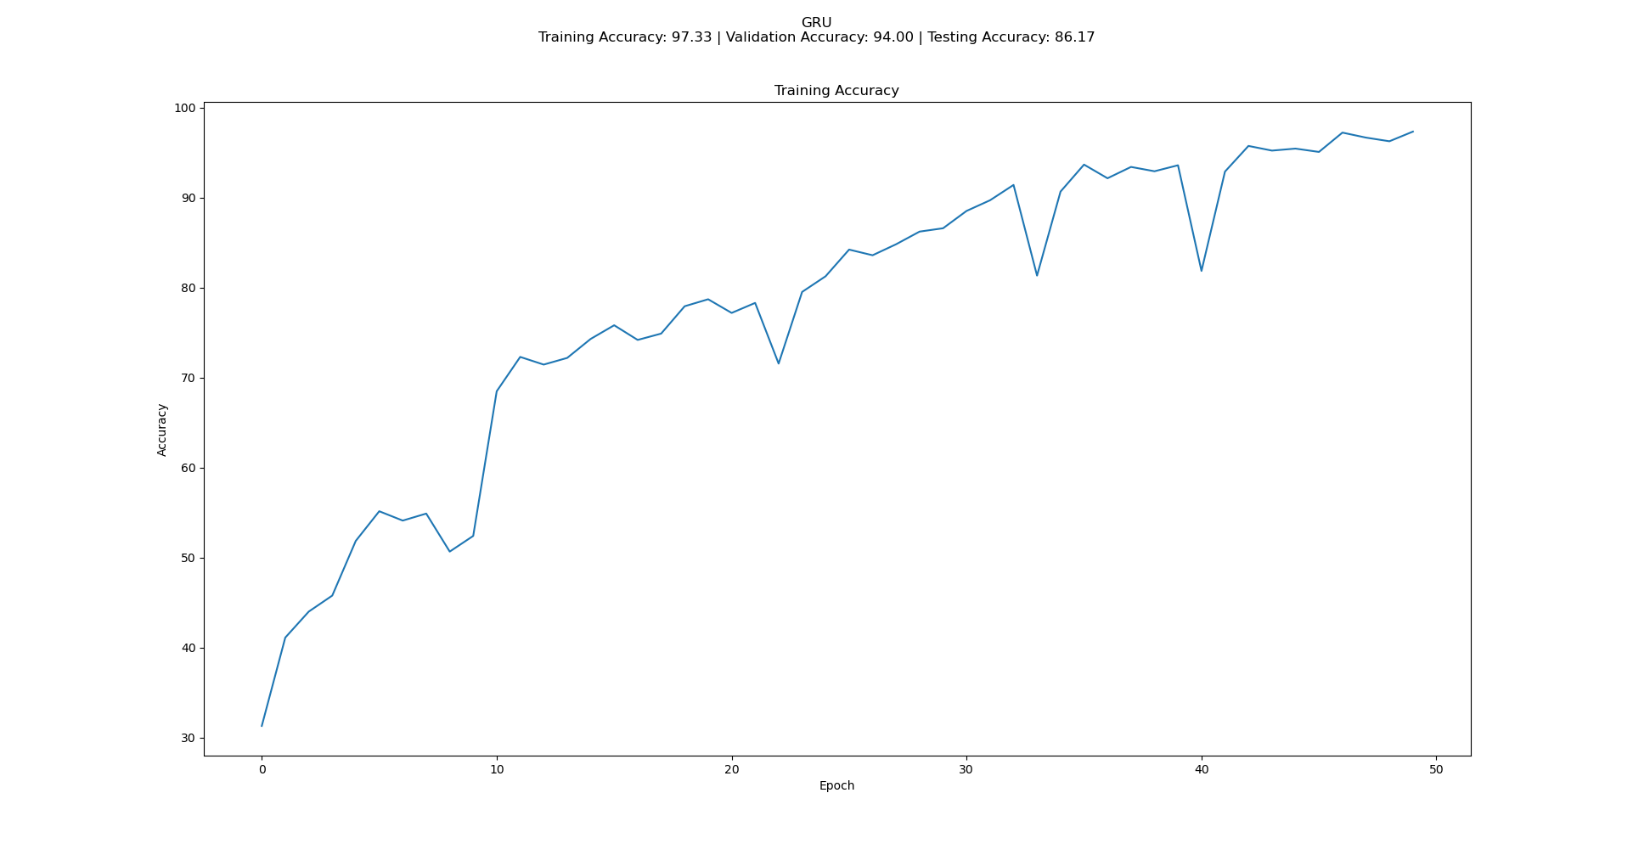 GRU
Training Accuracy: 97.33 | Validation Accuracy: 94.00 | Testing Accuracy: 86.17
Training Accuracy
100
90
80
70
60
50
40
30
Accuracy
0 10 20 30 40 50
Epoch